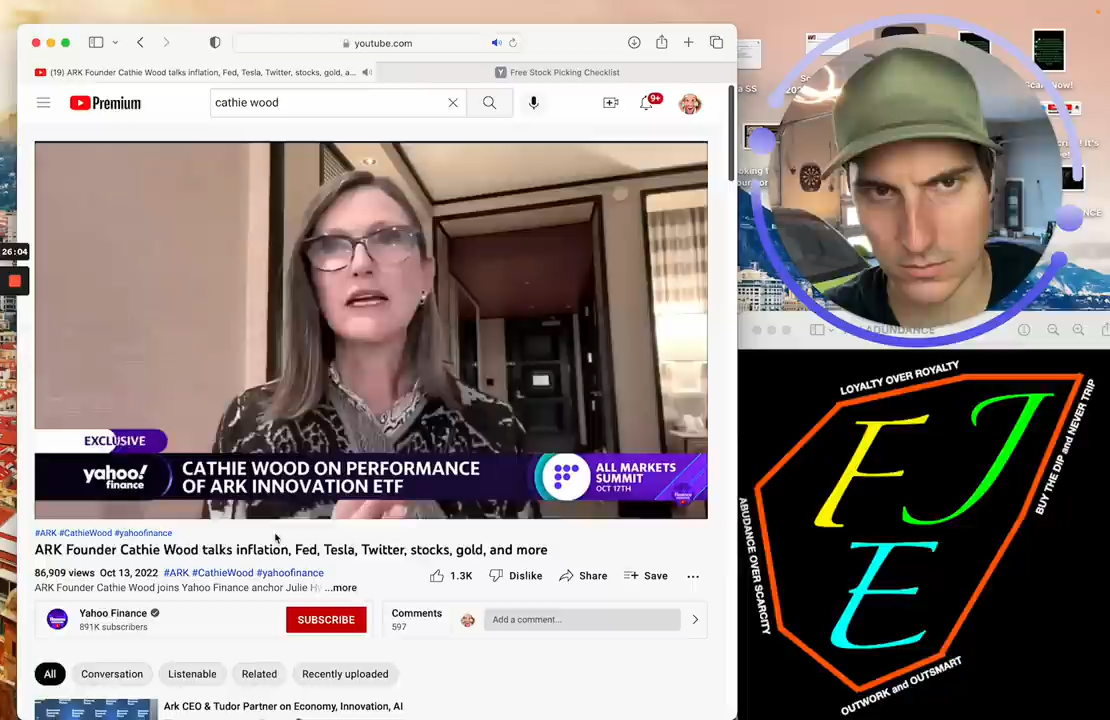 youtube.com
(19) ARK Founder Cathie Wood talks inflation, Fed, Tesla, Twitter, stocks, gold, a...
Y Free Stock Picking Checklist
Premium
cathie wood
9+
26:04
EXCLUSIVE
yahoo!
finance
CATHIE WOOD ON PERFORMANCE
OF ARK INNOVATION ETF
ALL MARKETS
SUMMIT
OCT 17TH
#ARK #CathieWood #yahoofinance
ARK Founder Cathie Wood talks inflation, Fed, Tesla, Twitter, stocks, gold, and more
86,909 views Oct 13, 2022 #ARK #CathieWood #yahoofinance
1.3K
Dislike
Share
Save
ARK Founder Cathie Wood joins Yahoo Finance anchor Julie Hy ...more
Yahoo Finance
891K subscribers
SUBSCRIBE
Comments
597
Add a comment...
All
Conversation
Listenable
Related
Recently uploaded
Ark CEO & Tudor Partner on Economy, Innovation, AI
LOYALTY OVER ROYALTY
BUY THE DIP and NEVER TRIP
ABUDANCE OVER SCARCITY
OUTWORK and OUTSMART
F J
E